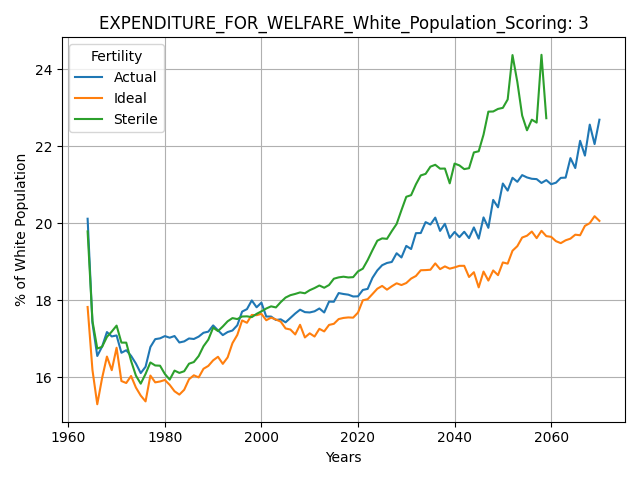 EXPENDITURE_FOR_WELFARE_White_Population_Scoring: 3
Fertility
Actual
Ideal
Sterile
% of White Population
24
22
20
18
16
1960 1980 2000 2020 2040 2060
Years